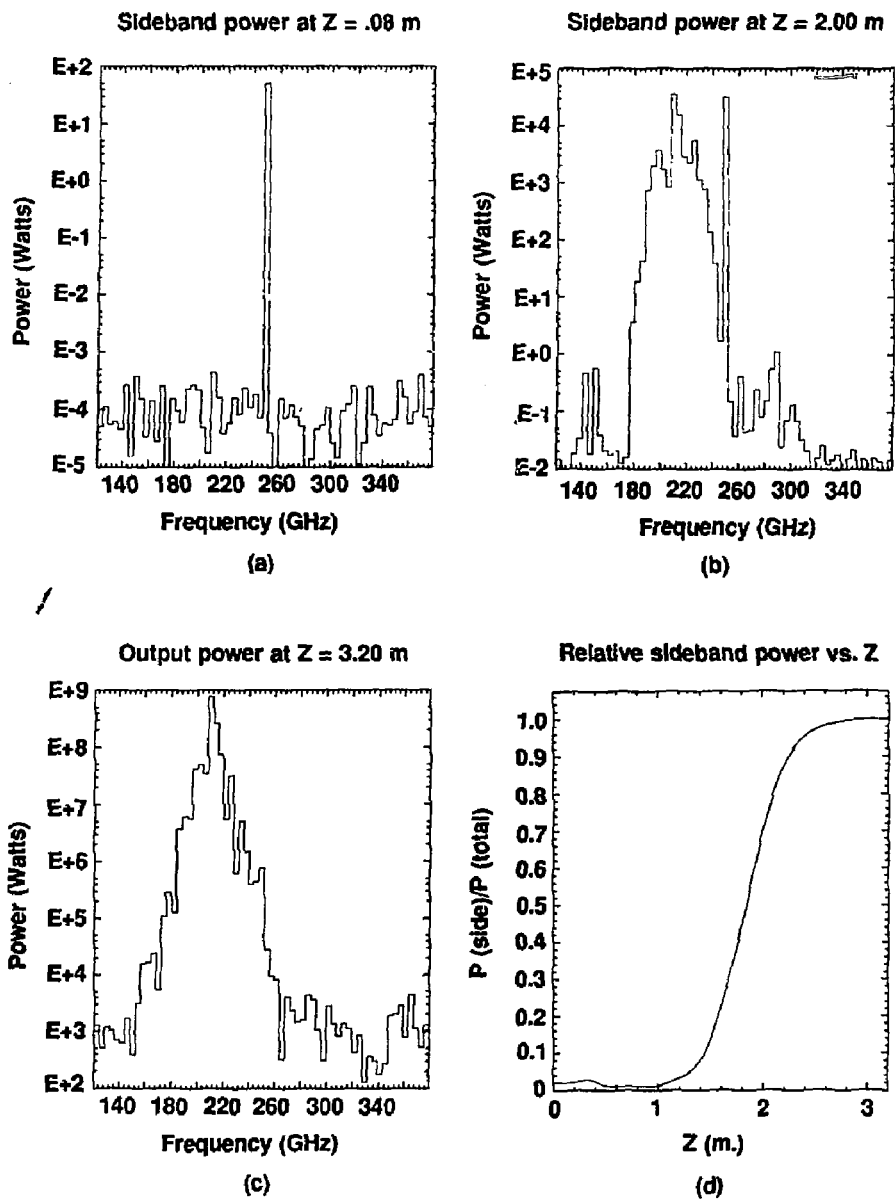 Sideband power at Z = .08 m
E+2
E+1
E+0
E-1
E-2
E-3
E-4
E-5
Power (Watts)
140 180 220 260 300 340
Frequency (GHz)
(a)
Sideband power at Z = 2.00 m
E+5
E+4
E+3
E+2
E+1
E+0
E-1
E-2
Power (Watts)
140 180 220 260 300 340
Frequency (GHz)
(b)
Output power at Z = 3.20 m
E+9
E+8
E+7
E+6
E+5
E+4
E+3
E+2
Power (Watts)
140 180 220 260 300 340
Frequency (GHz)
(c)
Relative sideband power vs. Z
1.0
0.9
0.8
0.7
0.6
0.5
0.4
0.3
0.2
0.1
0
P (side)/P (total)
0 1 2 3
Z (m.)
(d)